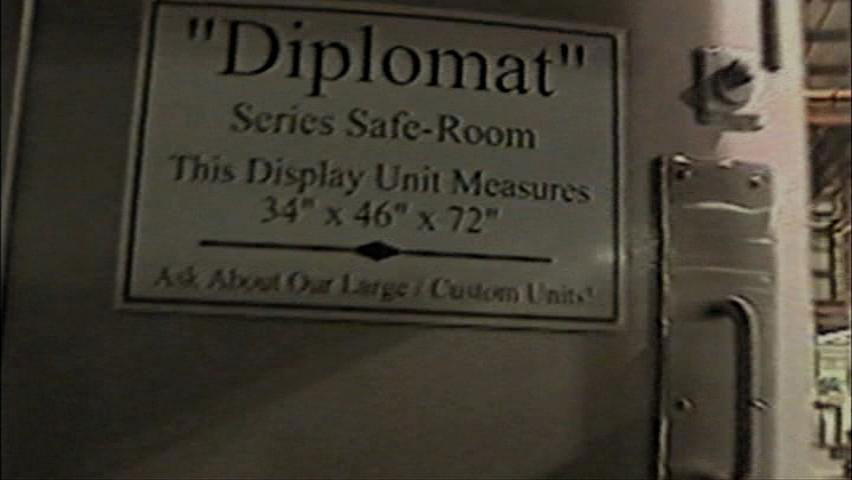 "Diplomat"
Series Safe-Room
This Display Unit Measures
34" x 46" x 72"
Ask About Our Large / Custom Units!